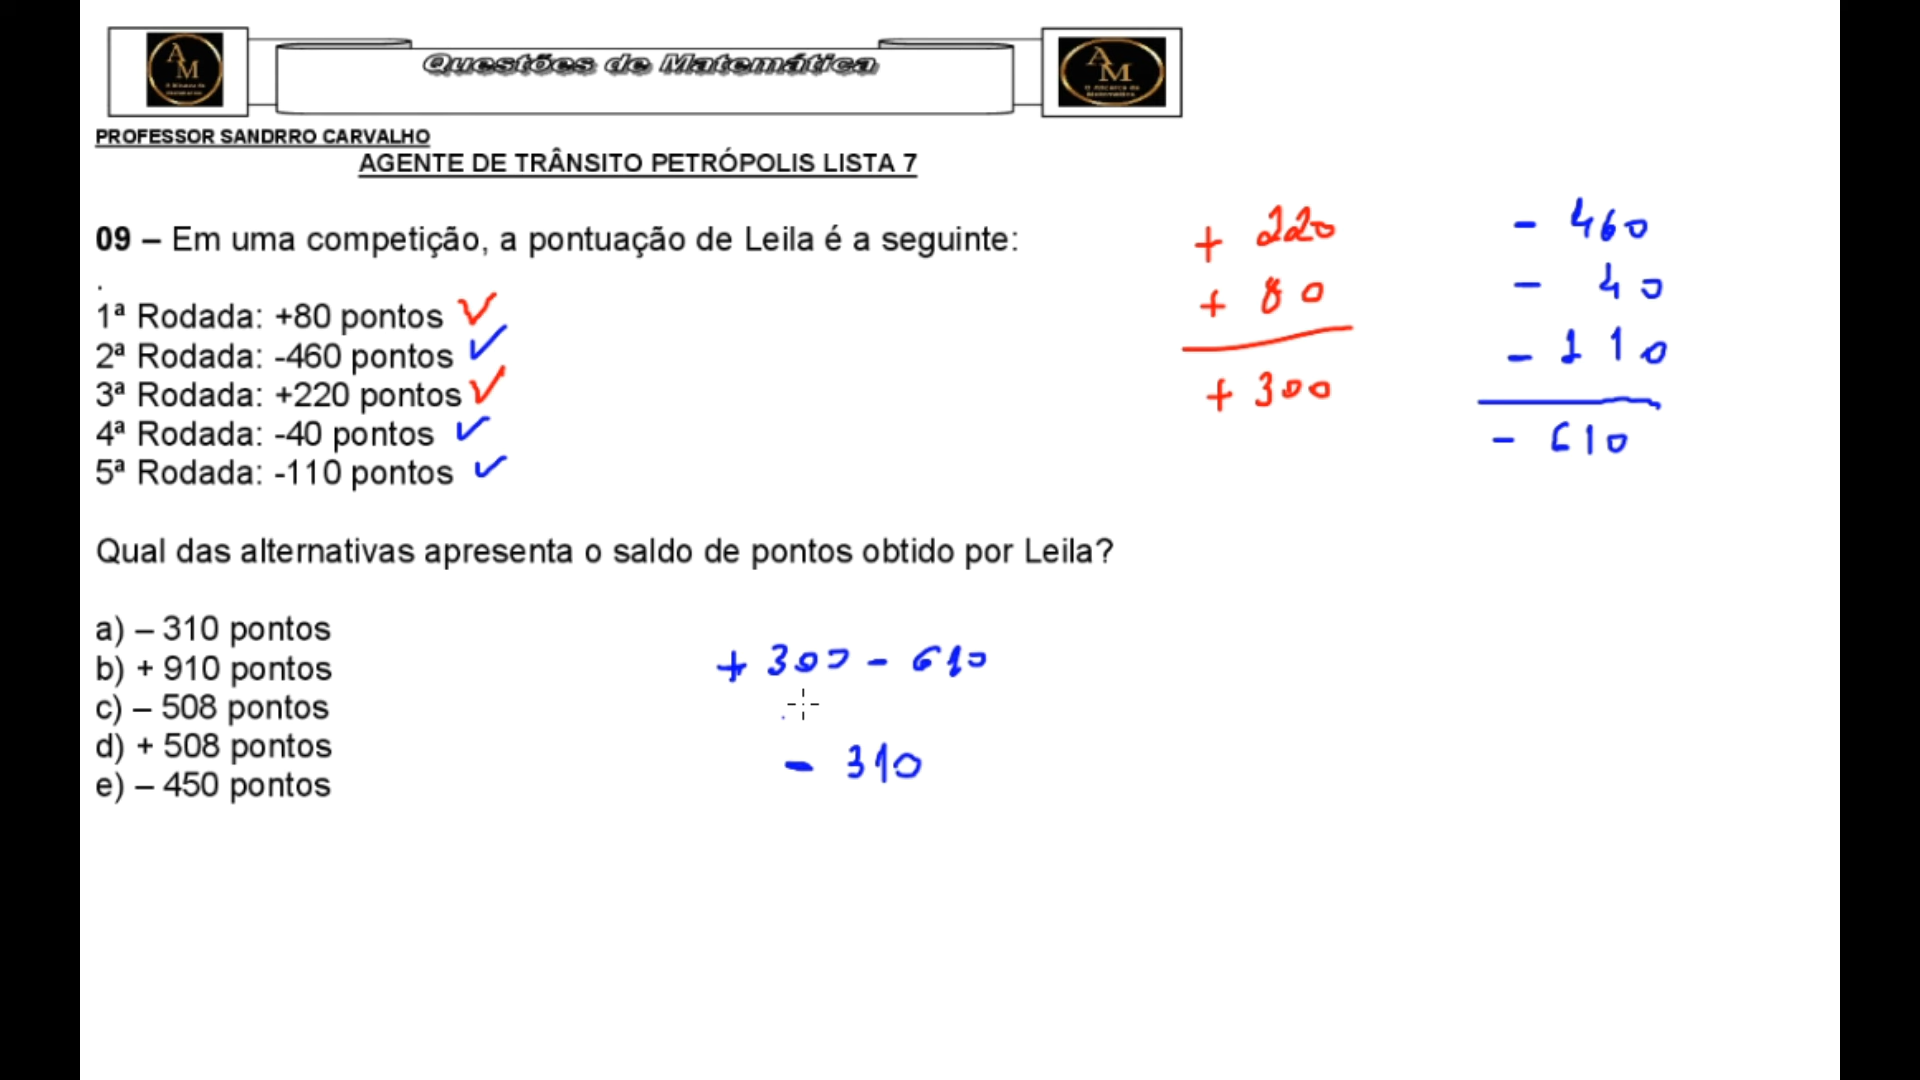 AM
Questões de Matemática
AM
PROFESSOR SANDRRO CARVALHO
AGENTE DE TRÂNSITO PETRÓPOLIS LISTA 7
09 – Em uma competição, a pontuação de Leila é a seguinte:
.
1ª Rodada: +80 pontos
2ª Rodada: -460 pontos
3ª Rodada: +220 pontos
4ª Rodada: -40 pontos
5ª Rodada: -110 pontos
+ 220
+ 80
+ 300
- 460
- 40
- 110
- 610
Qual das alternativas apresenta o saldo de pontos obtido por Leila?
a) – 310 pontos
b) + 910 pontos
c) – 508 pontos
d) + 508 pontos
e) – 450 pontos
+ 300 - 610
- 310